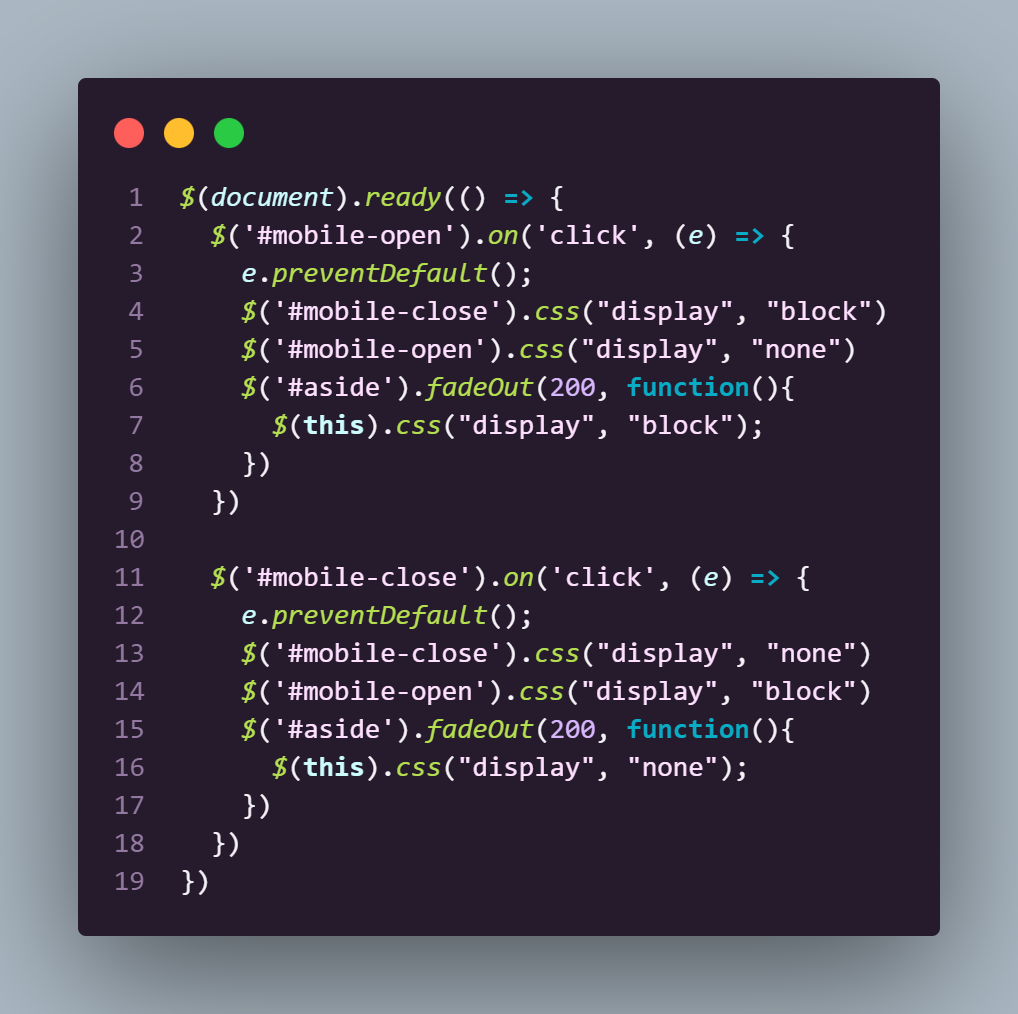 1 $(document).ready(() => {
2   $('#mobile-open').on('click', (e) => {
3     e.preventDefault();
4     $('#mobile-close').css("display", "block")
5     $('#mobile-open').css("display", "none")
6     $('#aside').fadeOut(200, function(){
7       $(this).css("display", "block");
8     })
9   })
10
11   $('#mobile-close').on('click', (e) => {
12     e.preventDefault();
13     $('#mobile-close').css("display", "none")
14     $('#mobile-open').css("display", "block")
15     $('#aside').fadeOut(200, function(){
16       $(this).css("display", "none");
17     })
18   })
19 })